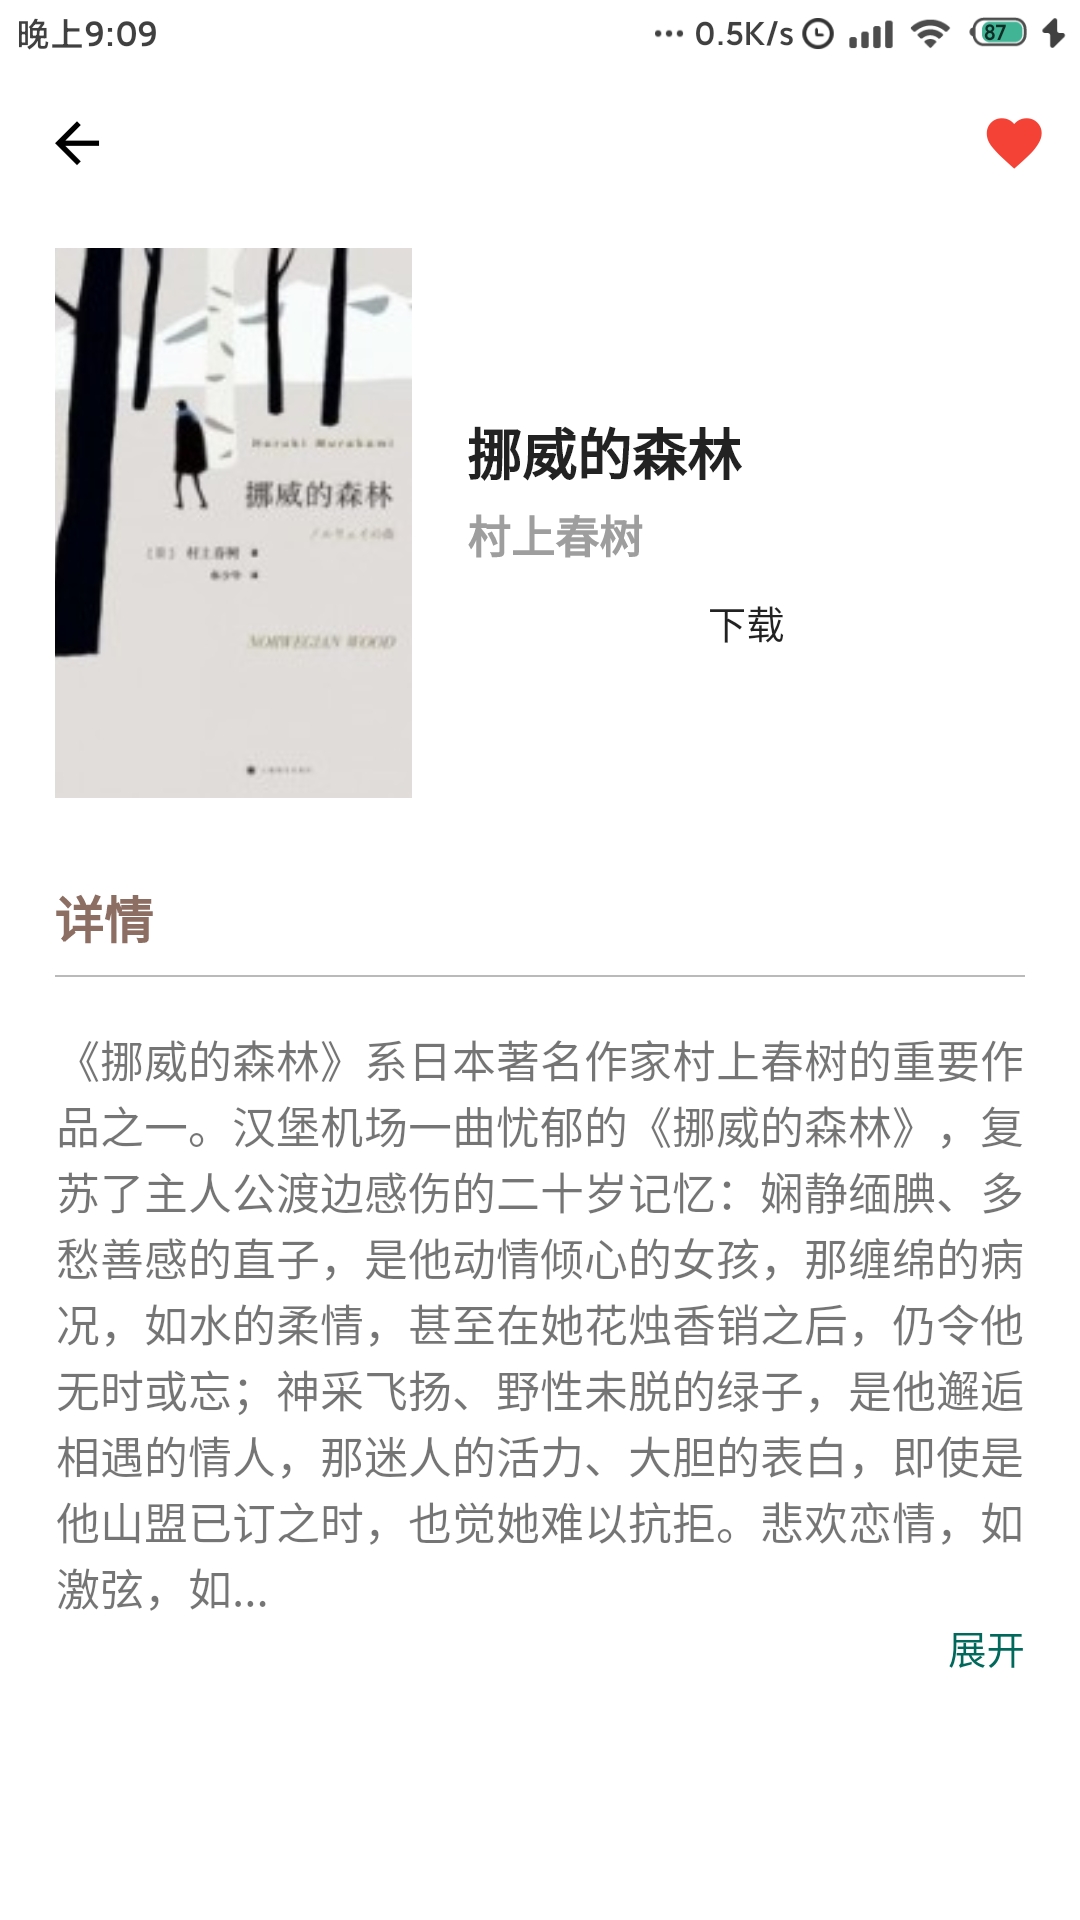 晚上9:09
0.5K/s
87
Haruki Murakami
挪威的森林
ノルウェイの森
［日］ 村上春树 著
林少华 译
NORWEGIAN WOOD
挪威的森林
村上春树
下载
详情
《挪威的森林》系日本著名作家村上春树的重要作
品之一。汉堡机场一曲忧郁的《挪威的森林》，复
苏了主人公渡边感伤的二十岁记忆：娴静缅腆、多
愁善感的直子，是他动情倾心的女孩，那缠绵的病
况，如水的柔情，甚至在她花烛香销之后，仍令他
无时或忘；神采飞扬、野性未脱的绿子，是他邂逅
相遇的情人，那迷人的活力、大胆的表白，即使是
他山盟已订之时，也觉她难以抗拒。悲欢恋情，如
激弦，如...
展开